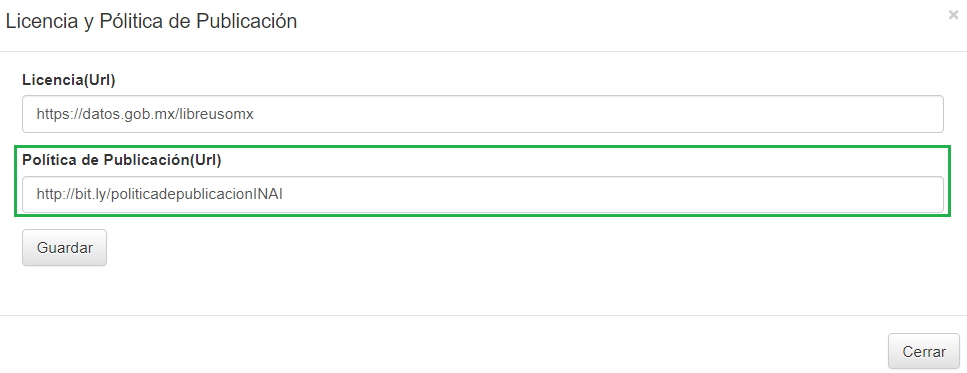 Licencia y Pólitica de Publicación
×
Licencia(Url)
https://datos.gob.mx/libreusomx
Política de Publicación(Url)
http://bit.ly/politicadepublicacionINAI
Guardar
Cerrar